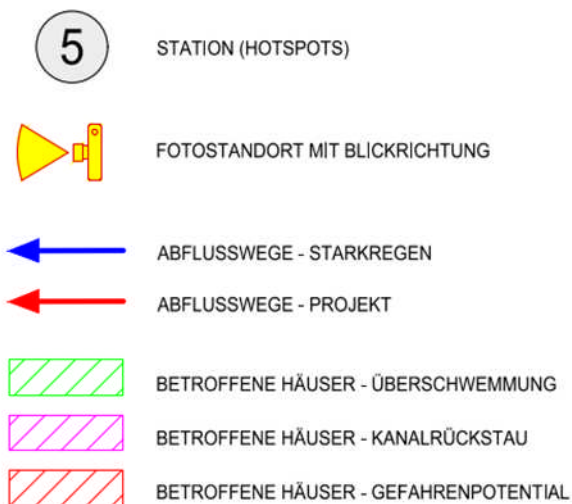 5 STATION (HOTSPOTS)
FOTOSTANDORT MIT BLICKRICHTUNG
ABFLUSSWEGE - STARKREGEN
ABFLUSSWEGE - PROJEKT
BETROFFENE HÄUSER - ÜBERSCHWEMMUNG
BETROFFENE HÄUSER - KANALRÜCKSTAU
BETROFFENE HÄUSER - GEFAHRENPOTENTIAL